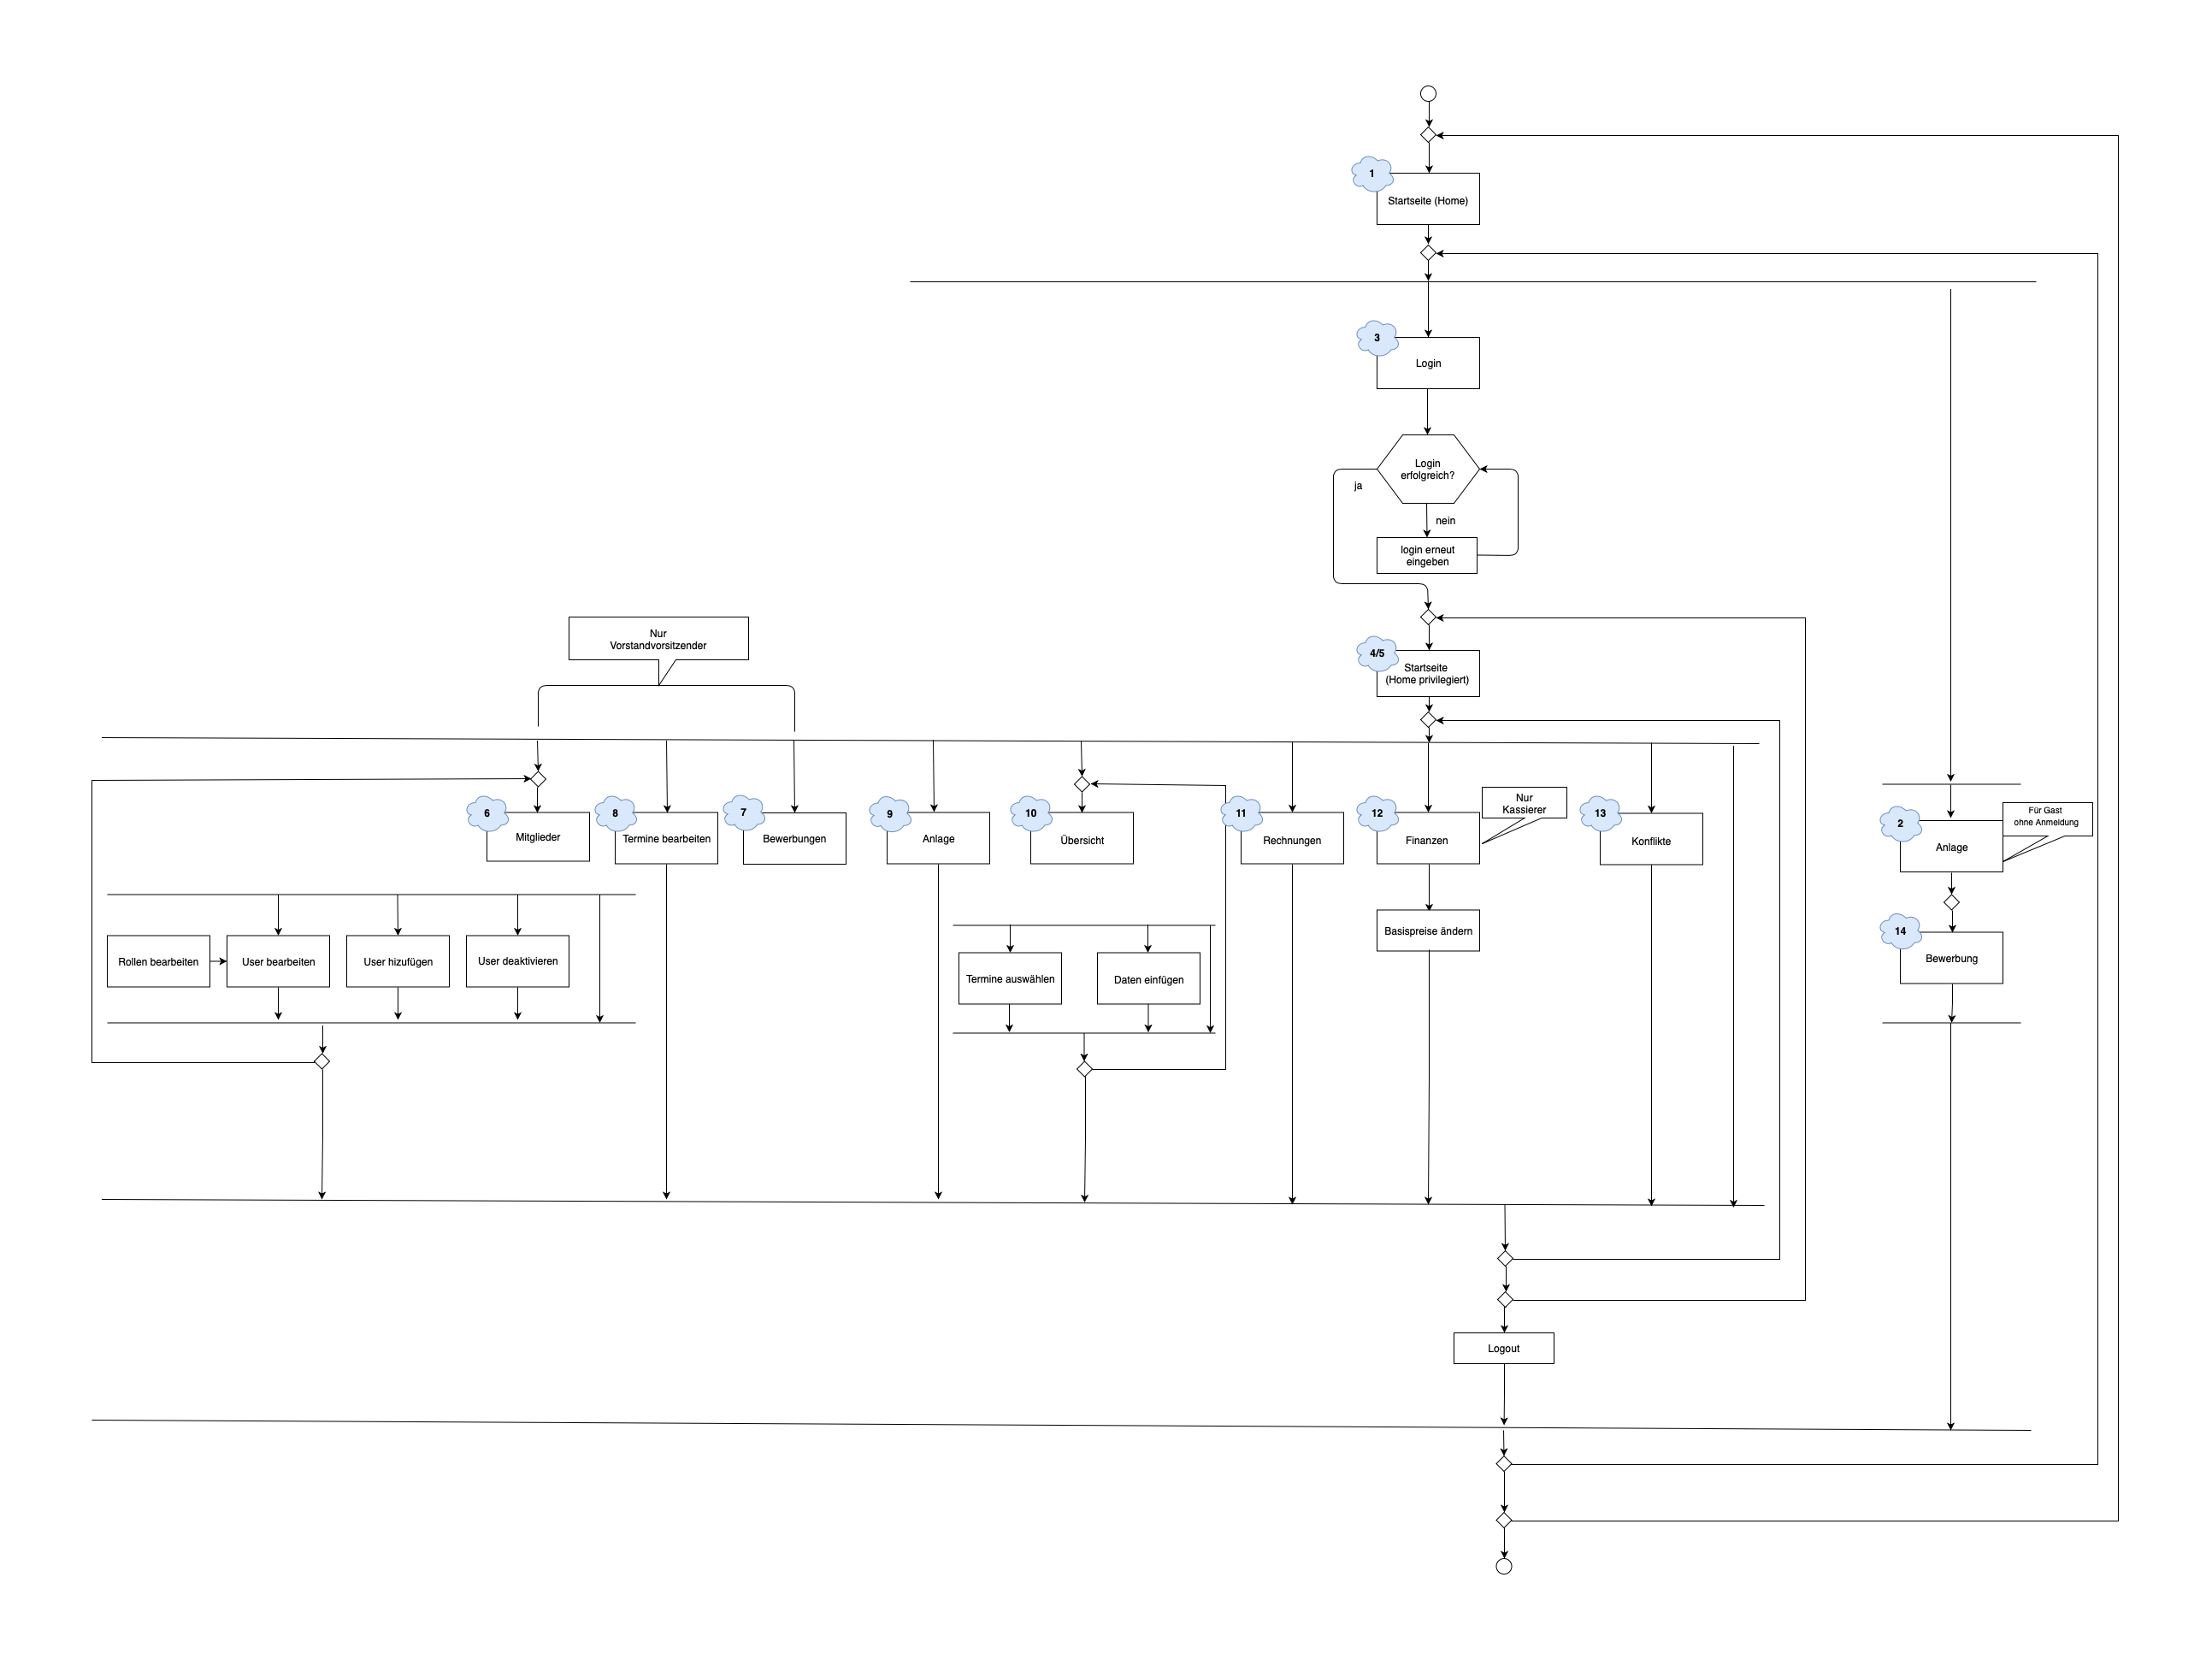 1
Startseite (Home)
3
Login
Login
erfolgreich?
ja
nein
login erneut
eingeben
Nur
Vorstandvorsitzender
4/5
Startseite
(Home privilegiert)
6
Mitglieder
8
Termine bearbeiten
7
Bewerbungen
9
Anlage
10
Übersicht
11
Rechnungen
12
Finanzen
Nur
Kassierer
13
Konflikte
2
Anlage
Für Gast
ohne Anmeldung
Rollen bearbeiten
User bearbeiten
User hizufügen
User deaktivieren
Termine auswählen
Daten einfügen
Basispreise ändern
14
Bewerbung
Logout